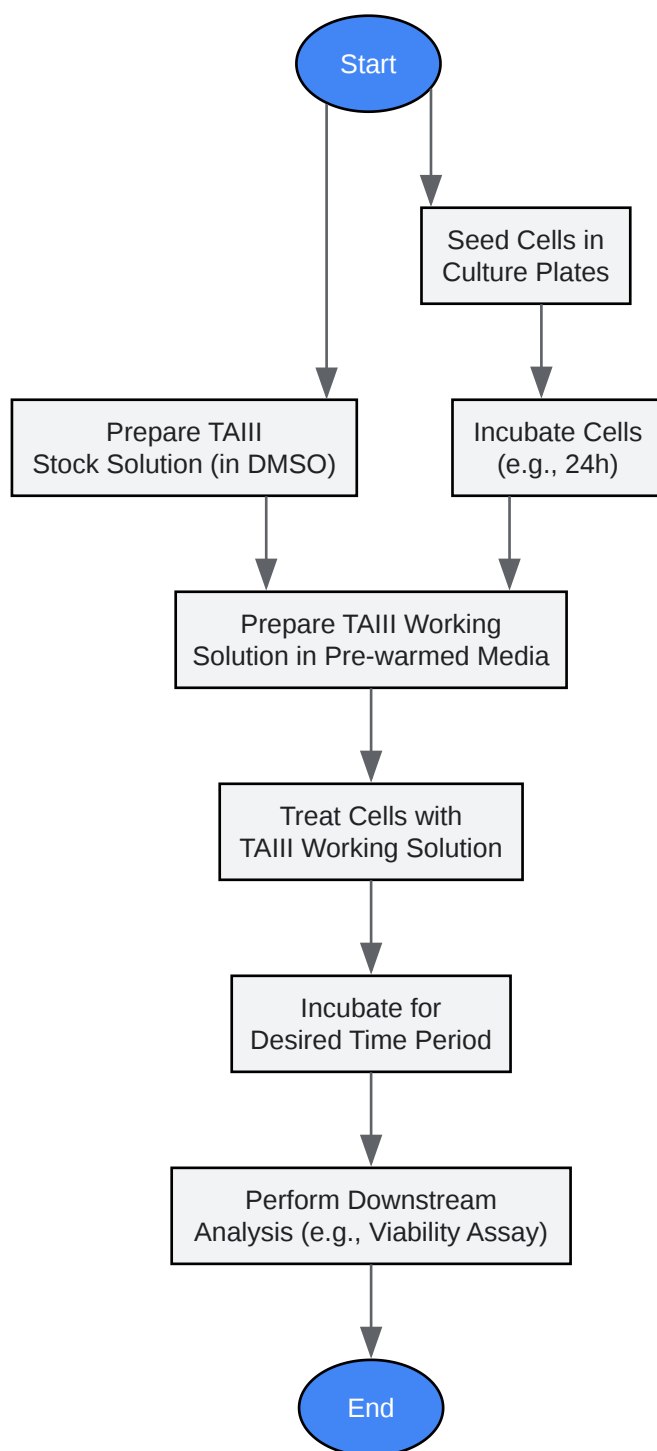 Start
Seed Cells in
Culture Plates
Prepare TAIII
Stock Solution (in DMSO)
Incubate Cells
(e.g., 24h)
Prepare TAIII Working
Solution in Pre-warmed Media
Treat Cells with
TAIII Working Solution
Incubate for
Desired Time Period
Perform Downstream
Analysis (e.g., Viability Assay)
End